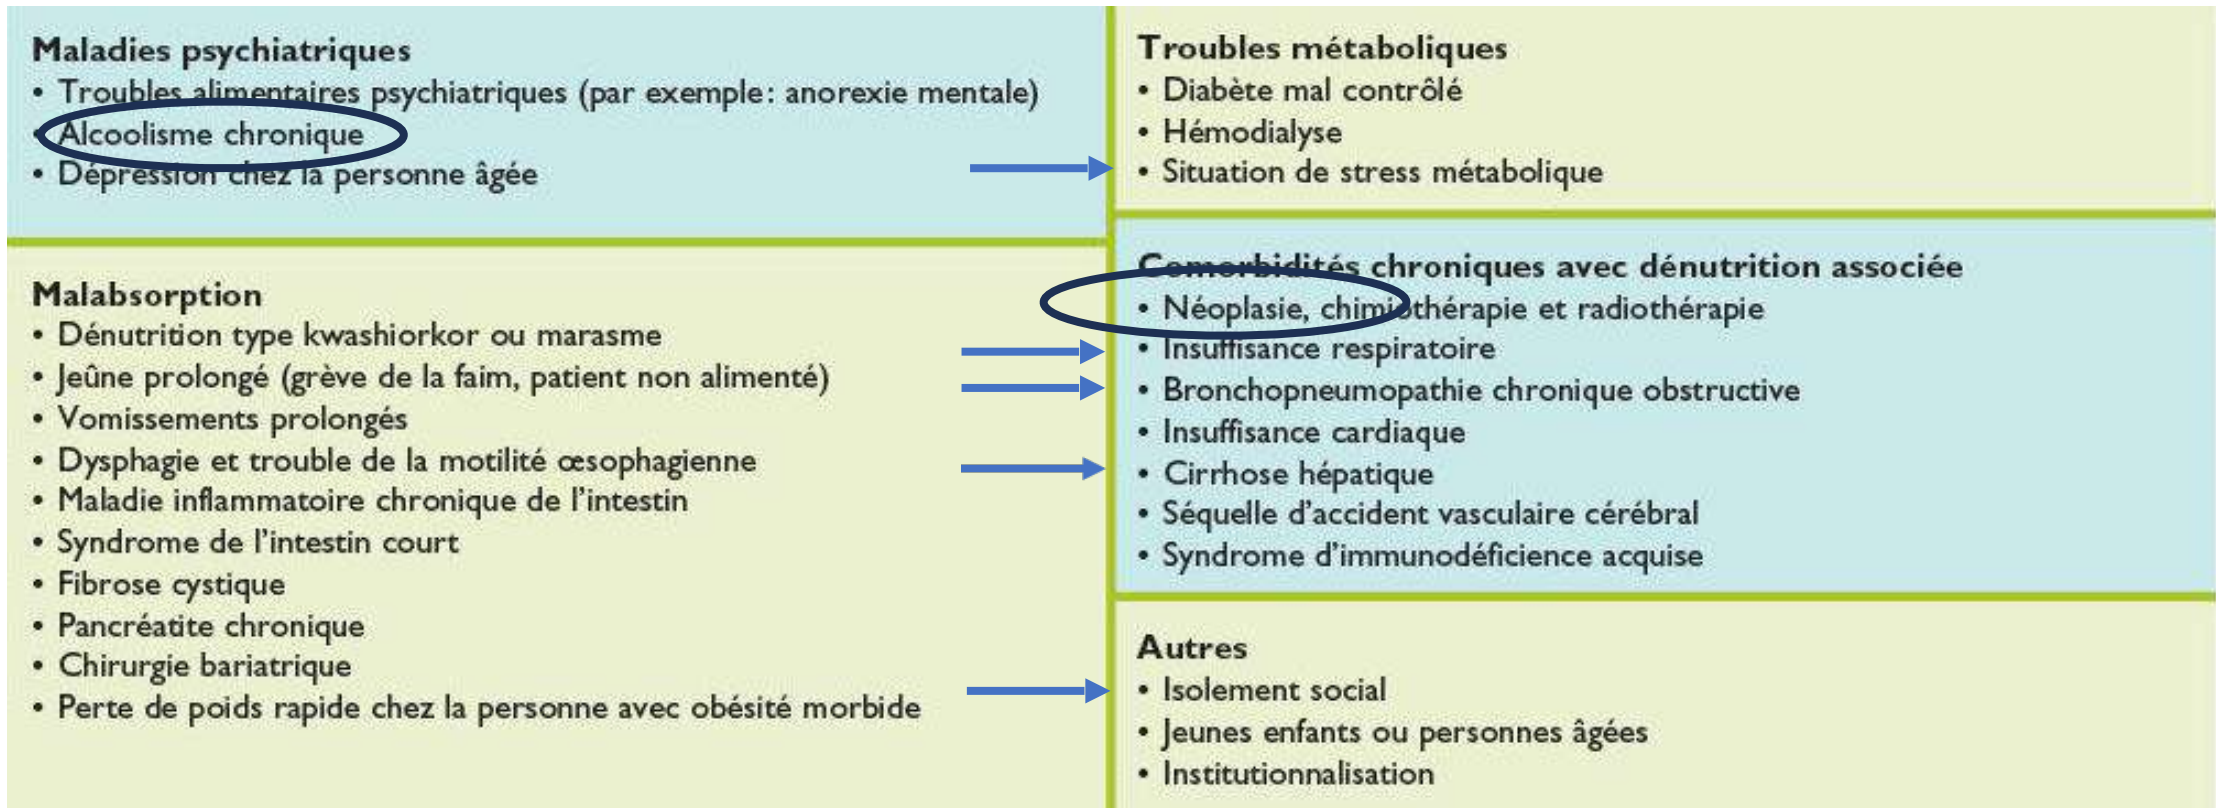 Maladies psychiatriques
• Troubles alimentaires psychiatriques (par exemple: anorexie mentale)
• Alcoolisme chronique
• Dépression chez la personne âgée
Malabsorption
• Dénutrition type kwashiorkor ou marasme
• Jeûne prolongé (grève de la faim, patient non alimenté)
• Vomissements prolongés
• Dysphagie et trouble de la motilité œsophagienne
• Maladie inflammatoire chronique de l'intestin
• Syndrome de l'intestin court
• Fibrose cystique
• Pancréatite chronique
• Chirurgie bariatrique
• Perte de poids rapide chez la personne avec obésité morbide
Troubles métaboliques
• Diabète mal contrôlé
• Hémodialyse
• Situation de stress métabolique
Comorbidités chroniques avec dénutrition associée
• Néoplasie, chimiothérapie et radiothérapie
• Insuffisance respiratoire
• Bronchopneumopathie chronique obstructive
• Insuffisance cardiaque
• Cirrhose hépatique
• Séquelle d'accident vasculaire cérébral
• Syndrome d'immunodéficience acquise
Autres
• Isolement social
• Jeunes enfants ou personnes âgées
• Institutionnalisation